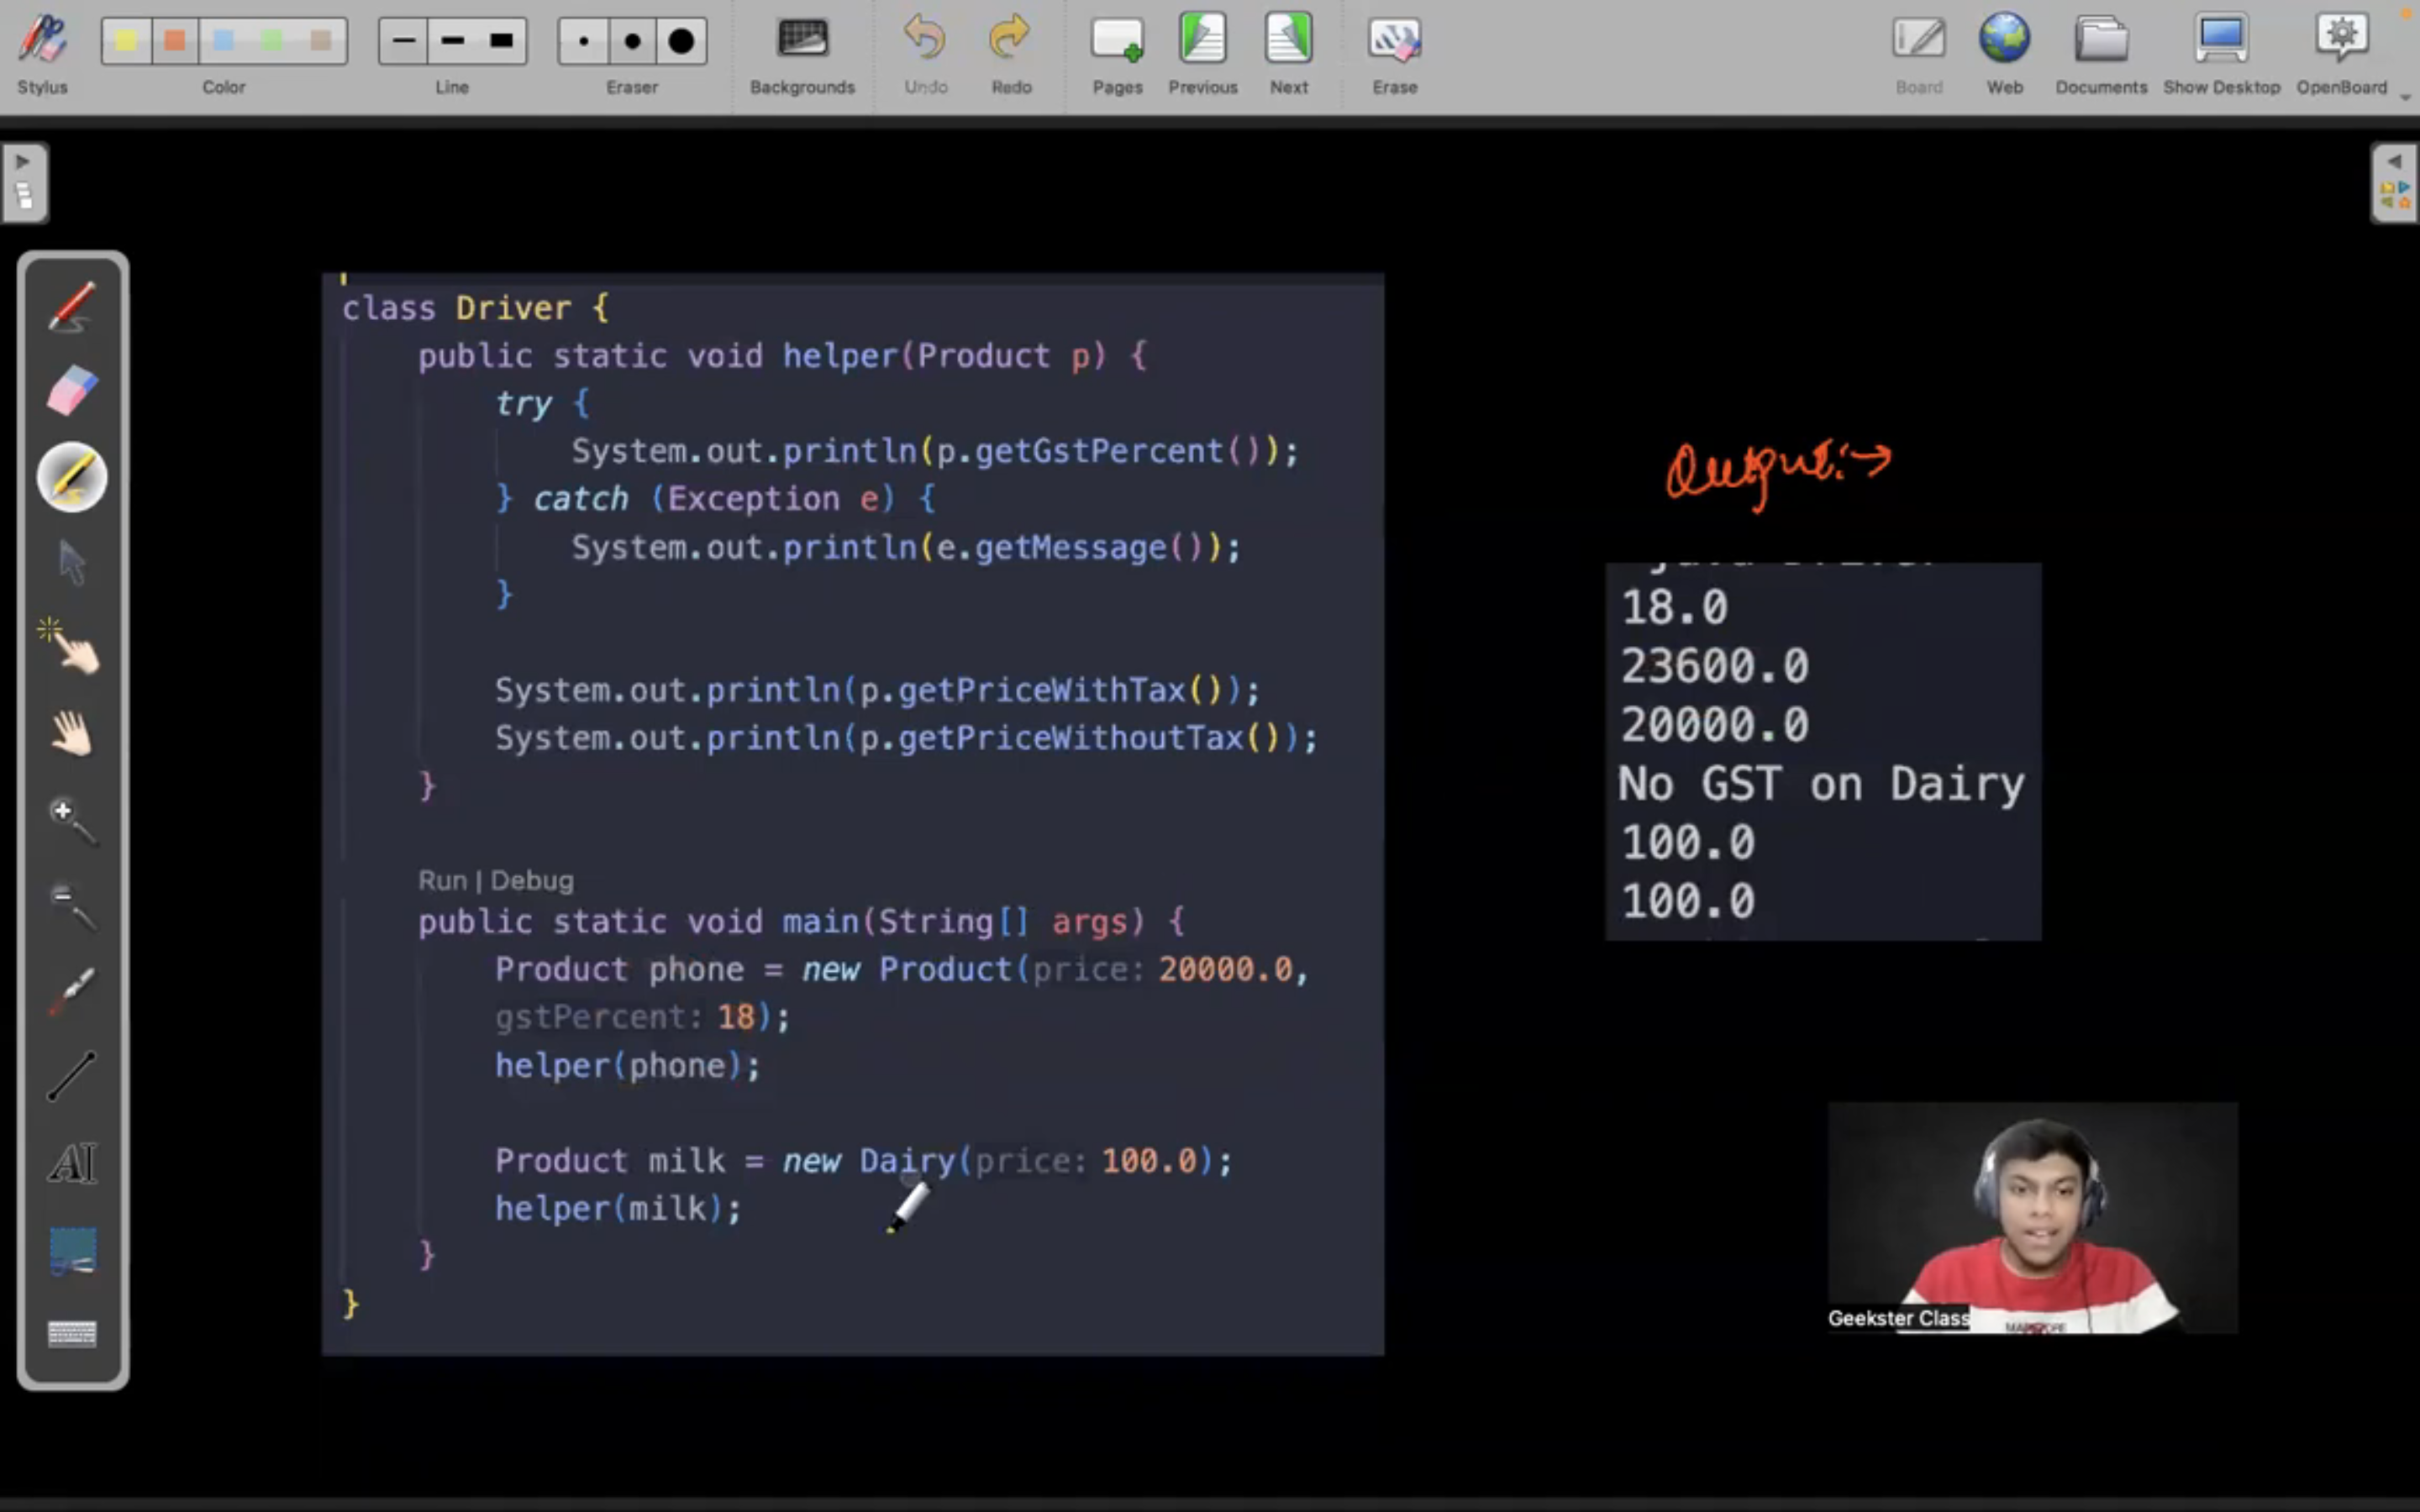 Stylus
Color
Line
Eraser
Backgrounds
Undo
Redo
Pages
Previous
Next
Erase
Board
Web
Documents
Show Desktop
OpenBoard
class Driver {
public static void helper(Product p) {
try {
System.out.println(p.getGstPercent());
} catch (Exception e) {
System.out.println(e.getMessage());
}
System.out.println(p.getPriceWithTax());
System.out.println(p.getPriceWithoutTax());
}
Run | Debug
public static void main(String[] args) {
Product phone = new Product(price: 20000.0,
gstPercent: 18);
helper(phone);
Product milk = new Dairy(price: 100.0);
helper(milk);
}
}
Output:→
18.0
23600.0
20000.0
No GST on Dairy
100.0
100.0
AI
Geekster Class